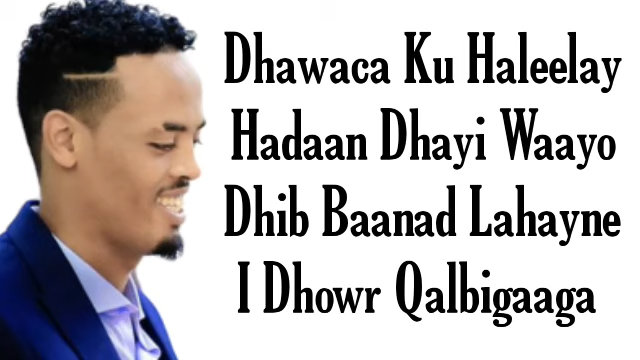 Dhawaca Ku Haleelay
Hadaan Dhayi Waayo
Dhib Baanad Lahayne
I Dhowr Qalbigaaga